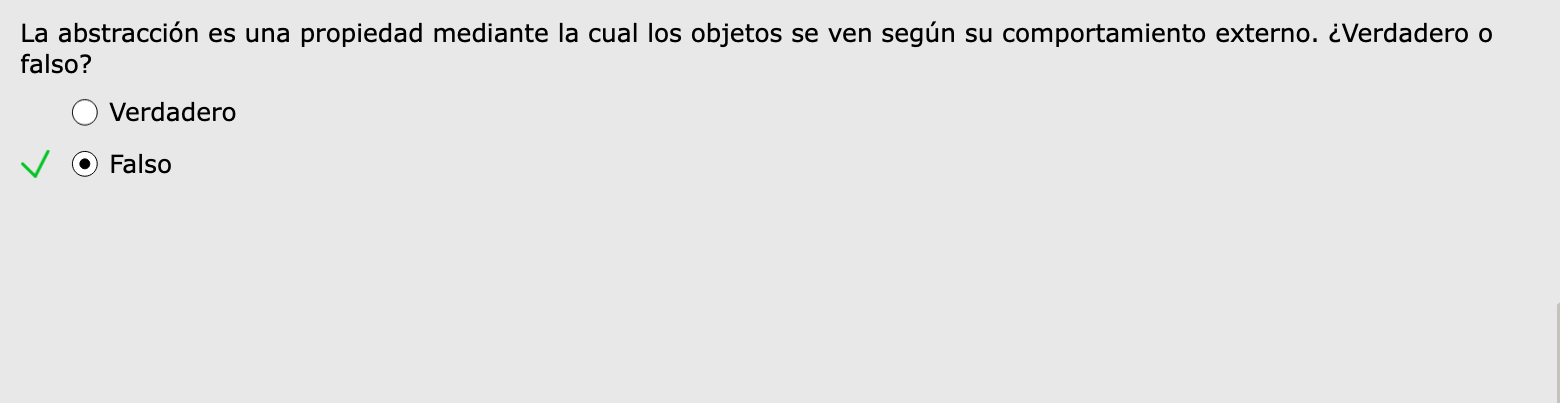 La abstracción es una propiedad mediante la cual los objetos se ven según su comportamiento externo. ¿Verdadero o
falso?
Verdadero
Falso